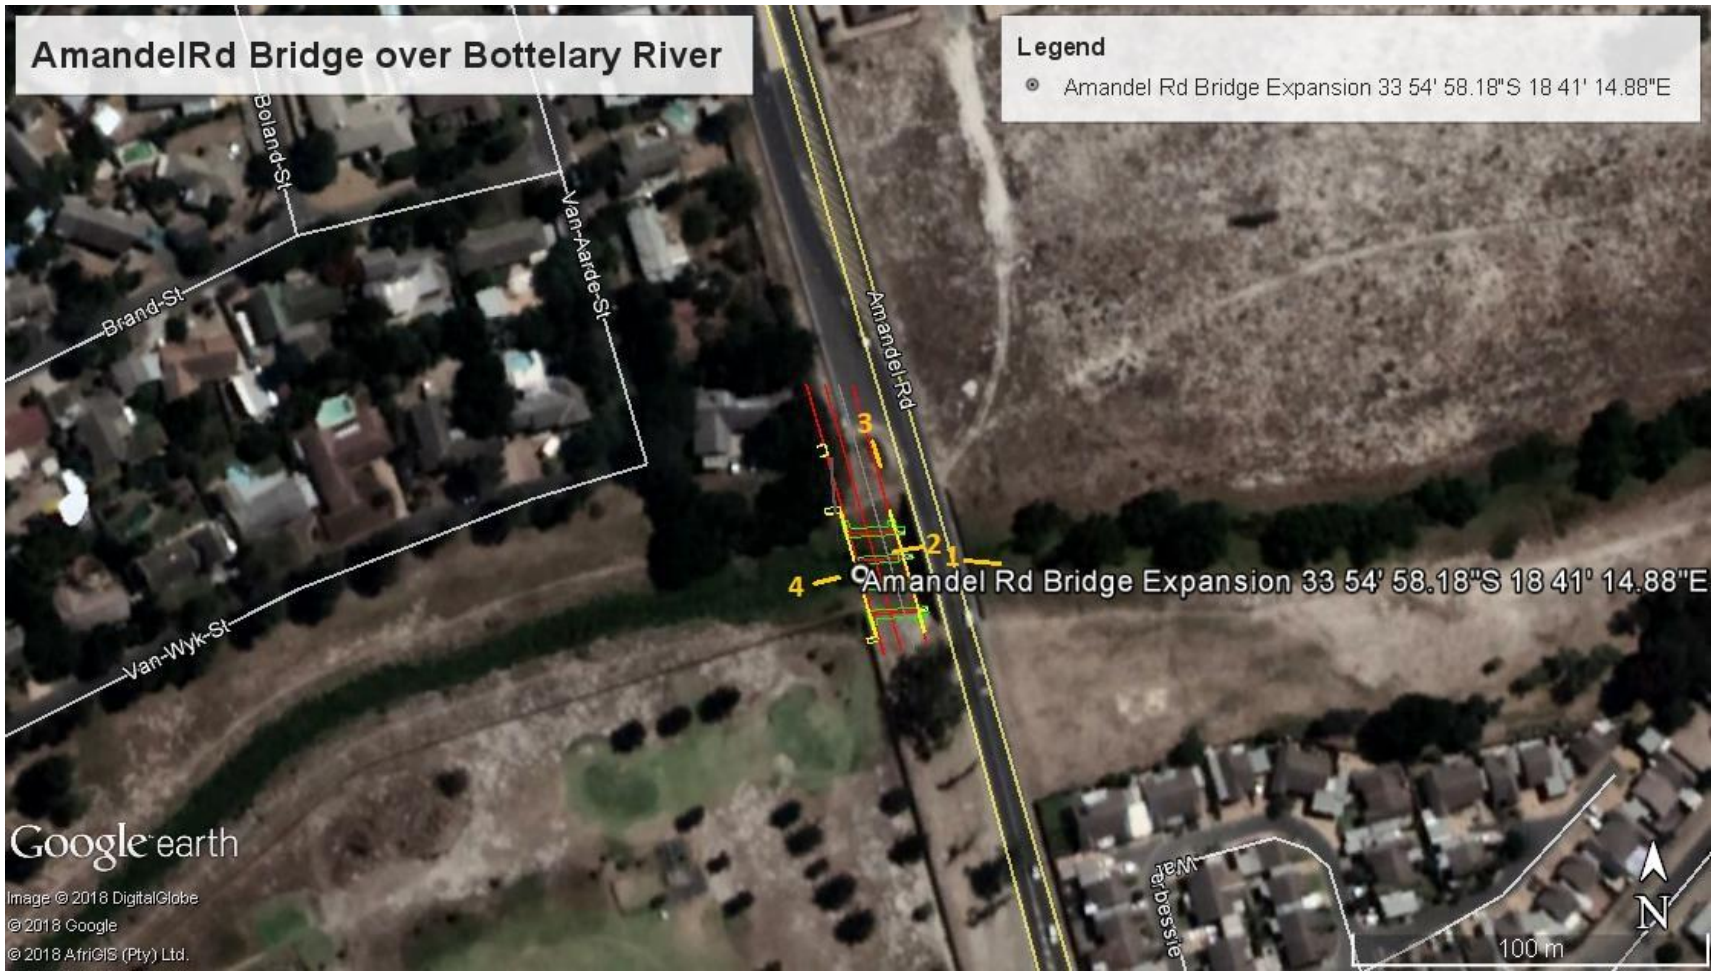 AmandelRd Bridge over Bottelary River
Legend
Amandel Rd Bridge Expansion 33 54' 58.18"S 18 41' 14.88"E
Boland-St
Van-Aarde-St
Brand-St
Amandel-Rd
3
2
1
4
Amandel Rd Bridge Expansion 33 54' 58.18"S 18 41' 14.88"E
Van-Wyk-St
Google earth
Wat
erbessie
Image © 2018 DigitalGlobe
© 2018 Google
© 2018 AfriGIS (Pty) Ltd.
N
100 m